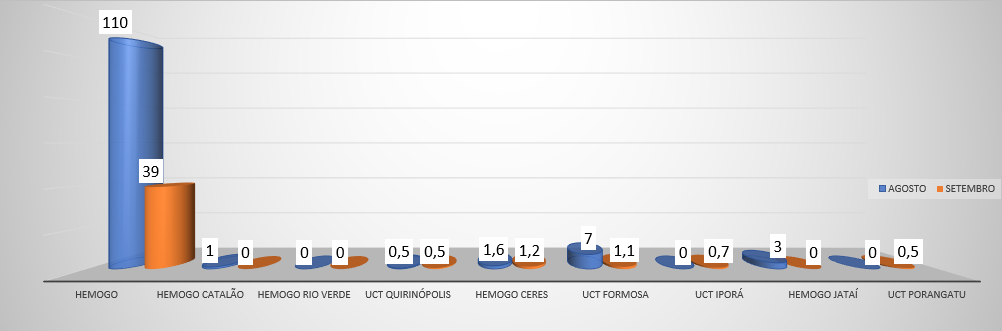 110
39
1
0
0
0
0,5
0,5
1,6
1,2
7
1,1
0
0,7
3
0
0
0,5
AGOSTO
SETEMBRO
HEMOGO
HEMOGO CATALÃO
HEMOGO RIO VERDE
UCT QUIRINÓPOLIS
HEMOGO CERES
UCT FORMOSA
UCT IPORÁ
HEMOGO JATAÍ
UCT PORANGATU